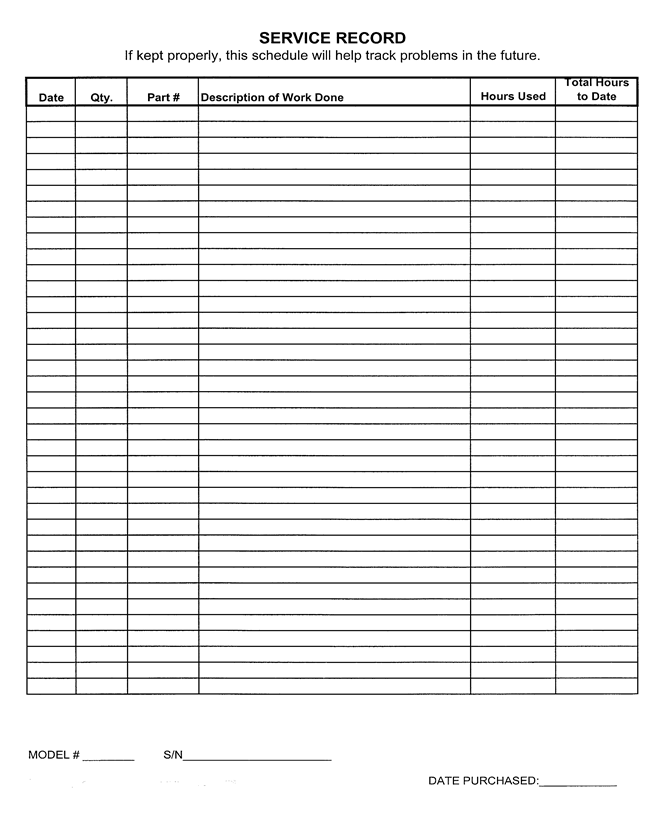 SERVICE RECORD
If kept properly, this schedule will help track problems in the future.
Date Qty. Part # Description of Work Done Hours Used Total Hours to Date
MODEL # ________ S/N_______________________
DATE PURCHASED:____________